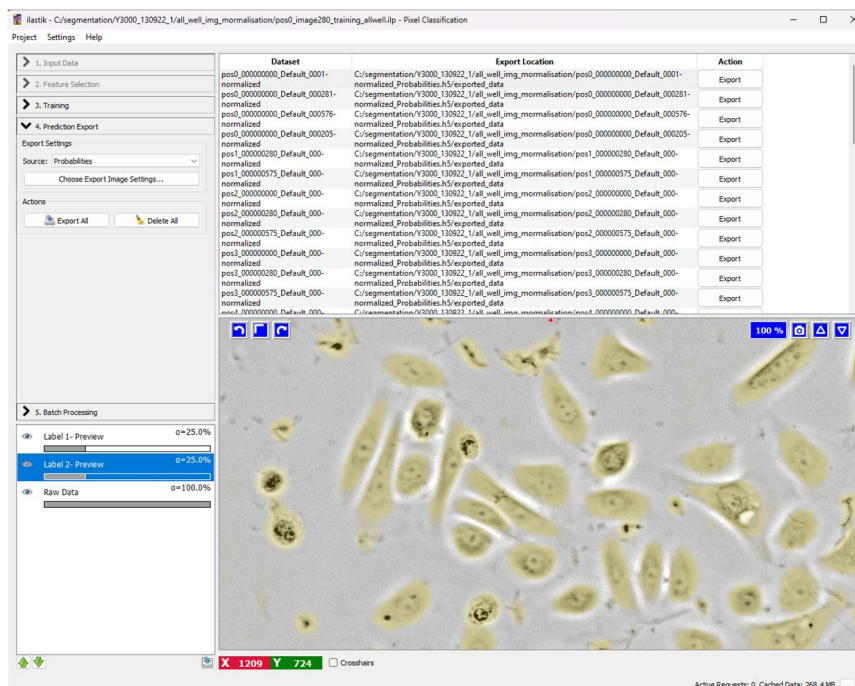 ilastik - C:/segmentation/Y3000_130922_1/all_well_img_mormalisation/pos0_image280_training_allwell.ilp - Pixel Classification
Project Settings Help
1. Input Data
2. Feature Selection
3. Training
4. Prediction Export
Export Settings
Source: Probabilities
Choose Export Image Settings...
Actions
Export All Delete All
5. Batch Processing
Label 1- Preview α=25.0%
Label 2- Preview α=25.0%
Raw Data α=100.0%
Dataset Export Location Action
pos0_000000000_Default_0001- C:/segmentation/Y3000_130922_1/all_well_img_mormalisation/pos0_000000000_Default_0001- Export
normalized normalized_Probabilities.h5/exported_data
pos0_000000000_Default_000281- C:/segmentation/Y3000_130922_1/all_well_img_mormalisation/pos0_000000000_Default_000281- Export
normalized normalized_Probabilities.h5/exported_data
pos0_000000000_Default_000576- C:/segmentation/Y3000_130922_1/all_well_img_mormalisation/pos0_000000000_Default_000576- Export
normalized normalized_Probabilities.h5/exported_data
pos0_000000000_Default_000205- C:/segmentation/Y3000_130922_1/all_well_img_mormalisation/pos0_000000000_Default_000205- Export
normalized normalized_Probabilities.h5/exported_data
pos1_000000280_Default_000- C:/segmentation/Y3000_130922_1/all_well_img_mormalisation/pos1_000000280_Default_000- Export
normalized normalized_Probabilities.h5/exported_data
pos1_000000575_Default_000- C:/segmentation/Y3000_130922_1/all_well_img_mormalisation/pos1_000000575_Default_000- Export
normalized normalized_Probabilities.h5/exported_data
pos2_000000000_Default_000- C:/segmentation/Y3000_130922_1/all_well_img_mormalisation/pos2_000000000_Default_000- Export
normalized normalized_Probabilities.h5/exported_data
pos2_000000280_Default_000- C:/segmentation/Y3000_130922_1/all_well_img_mormalisation/pos2_000000280_Default_000- Export
normalized normalized_Probabilities.h5/exported_data
pos2_000000575_Default_000- C:/segmentation/Y3000_130922_1/all_well_img_mormalisation/pos2_000000575_Default_000- Export
normalized normalized_Probabilities.h5/exported_data
pos3_000000000_Default_000- C:/segmentation/Y3000_130922_1/all_well_img_mormalisation/pos3_000000000_Default_000- Export
normalized normalized_Probabilities.h5/exported_data
pos3_000000280_Default_000- C:/segmentation/Y3000_130922_1/all_well_img_mormalisation/pos3_000000280_Default_000- Export
normalized normalized_Probabilities.h5/exported_data
pos3_000000575_Default_000- C:/segmentation/Y3000_130922_1/all_well_img_mormalisation/pos3_000000575_Default_000- Export
normalized normalized_Probabilities.h5/exported_data
100 %
X 1209 Y 724 Crosshairs
Active Requests: 0 Cached Data: 268.4 MB